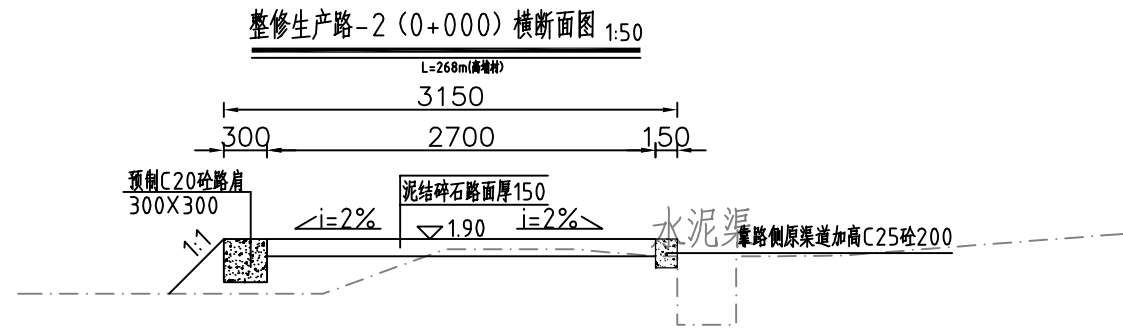 整修生产路-2（0+000）横断面图 1:50
L=268m(高墙村)
3150
300 2700 150
预制C20砼路肩
300X300
泥结碎石路面厚150
i=2% 1.90 i=2%
1:1
水泥渠
靠路侧原渠道加高C25砼200